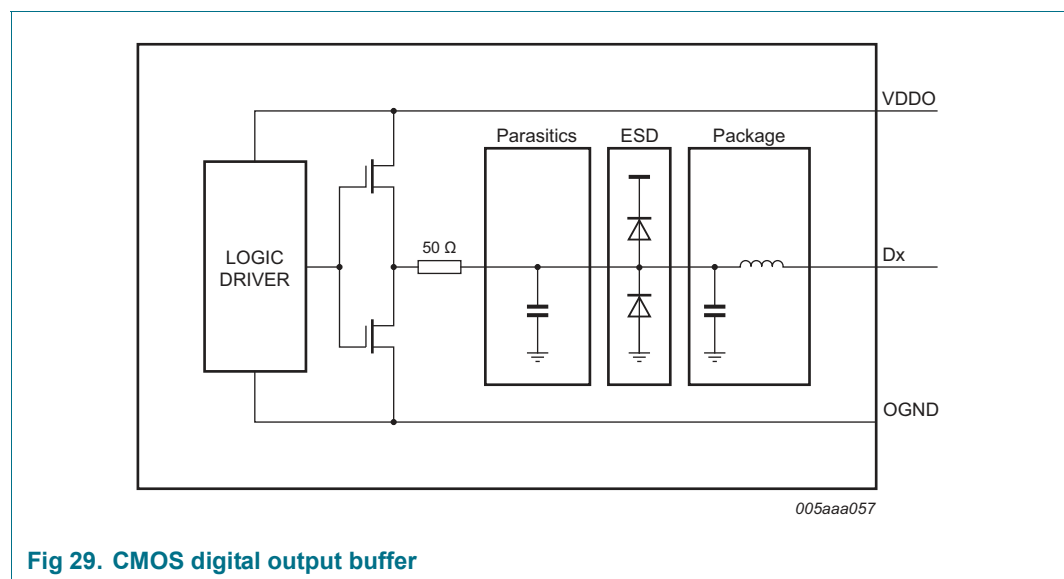 VDDO
Parasitics
ESD
Package
50 Ω
LOGIC
DRIVER
Dx
OGND
005aaa057
Fig 29. CMOS digital output buffer